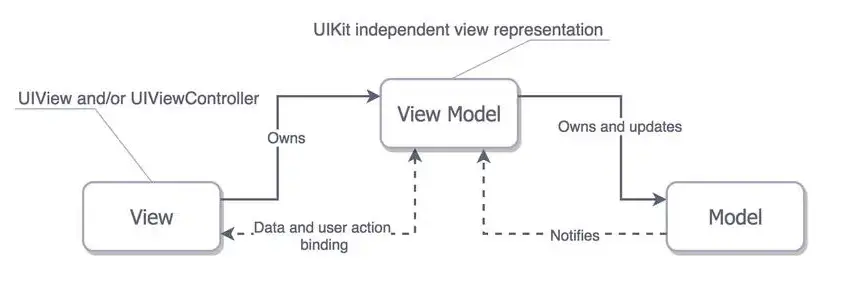 UIKit independent view representation
UIView and/or UIViewController
View Model
Owns and updates
Owns
View
Model
Data and user action
binding
Notifies